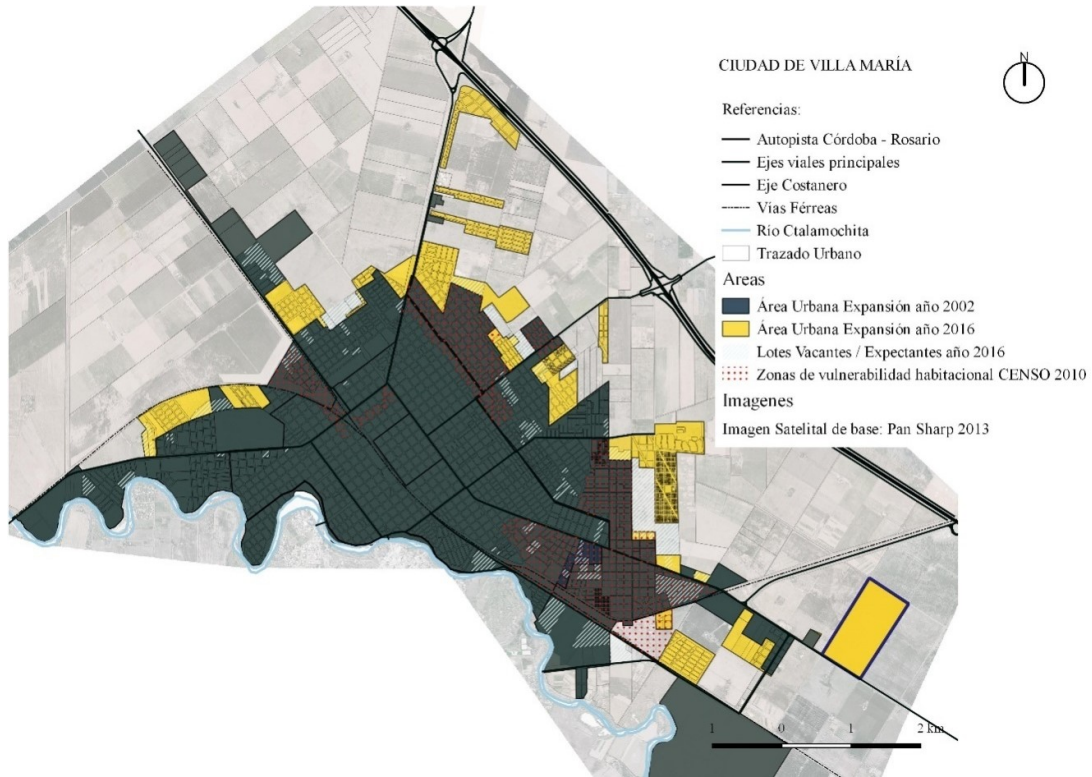 CIUDAD DE VILLA MARÍA
N
Referencias:
Autopista Córdoba - Rosario
Ejes viales principales
Eje Costanero
Vías Férreas
Río Ctalamochita
Trazado Urbano
Areas
Área Urbana Expansión año 2002
Área Urbana Expansión año 2016
Lotes Vacantes / Expectantes año 2016
Zonas de vulnerabilidad habitacional CENSO 2010
Imagenes
Imagen Satelital de base: Pan Sharp 2013
1 0 1 2 km